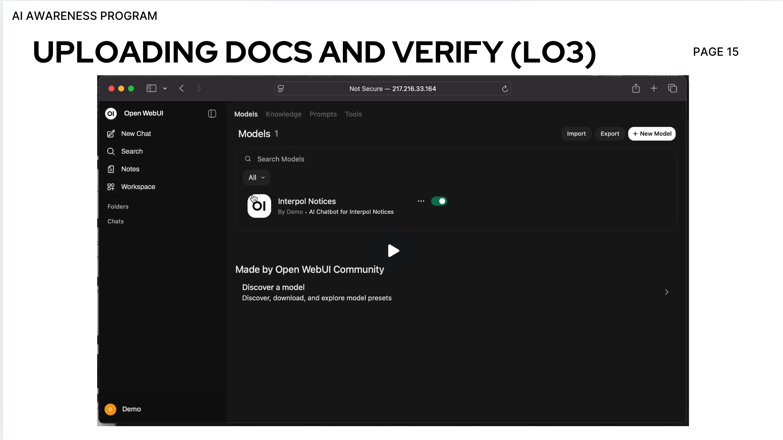 AI AWARENESS PROGRAM
UPLOADING DOCS AND VERIFY (LO3)
PAGE 15
Not Secure — 217.216.33.164
OI Open WebUI
New Chat
Search
Notes
Workspace
Folders
Chats
Models Knowledge Prompts Tools
Models 1
Import Export + New Model
Search Models
All
OI
Interpol Notices
By Demo • AI Chatbot for Interpol Notices
Made by Open WebUI Community
Discover a model
Discover, download, and explore model presets
Demo